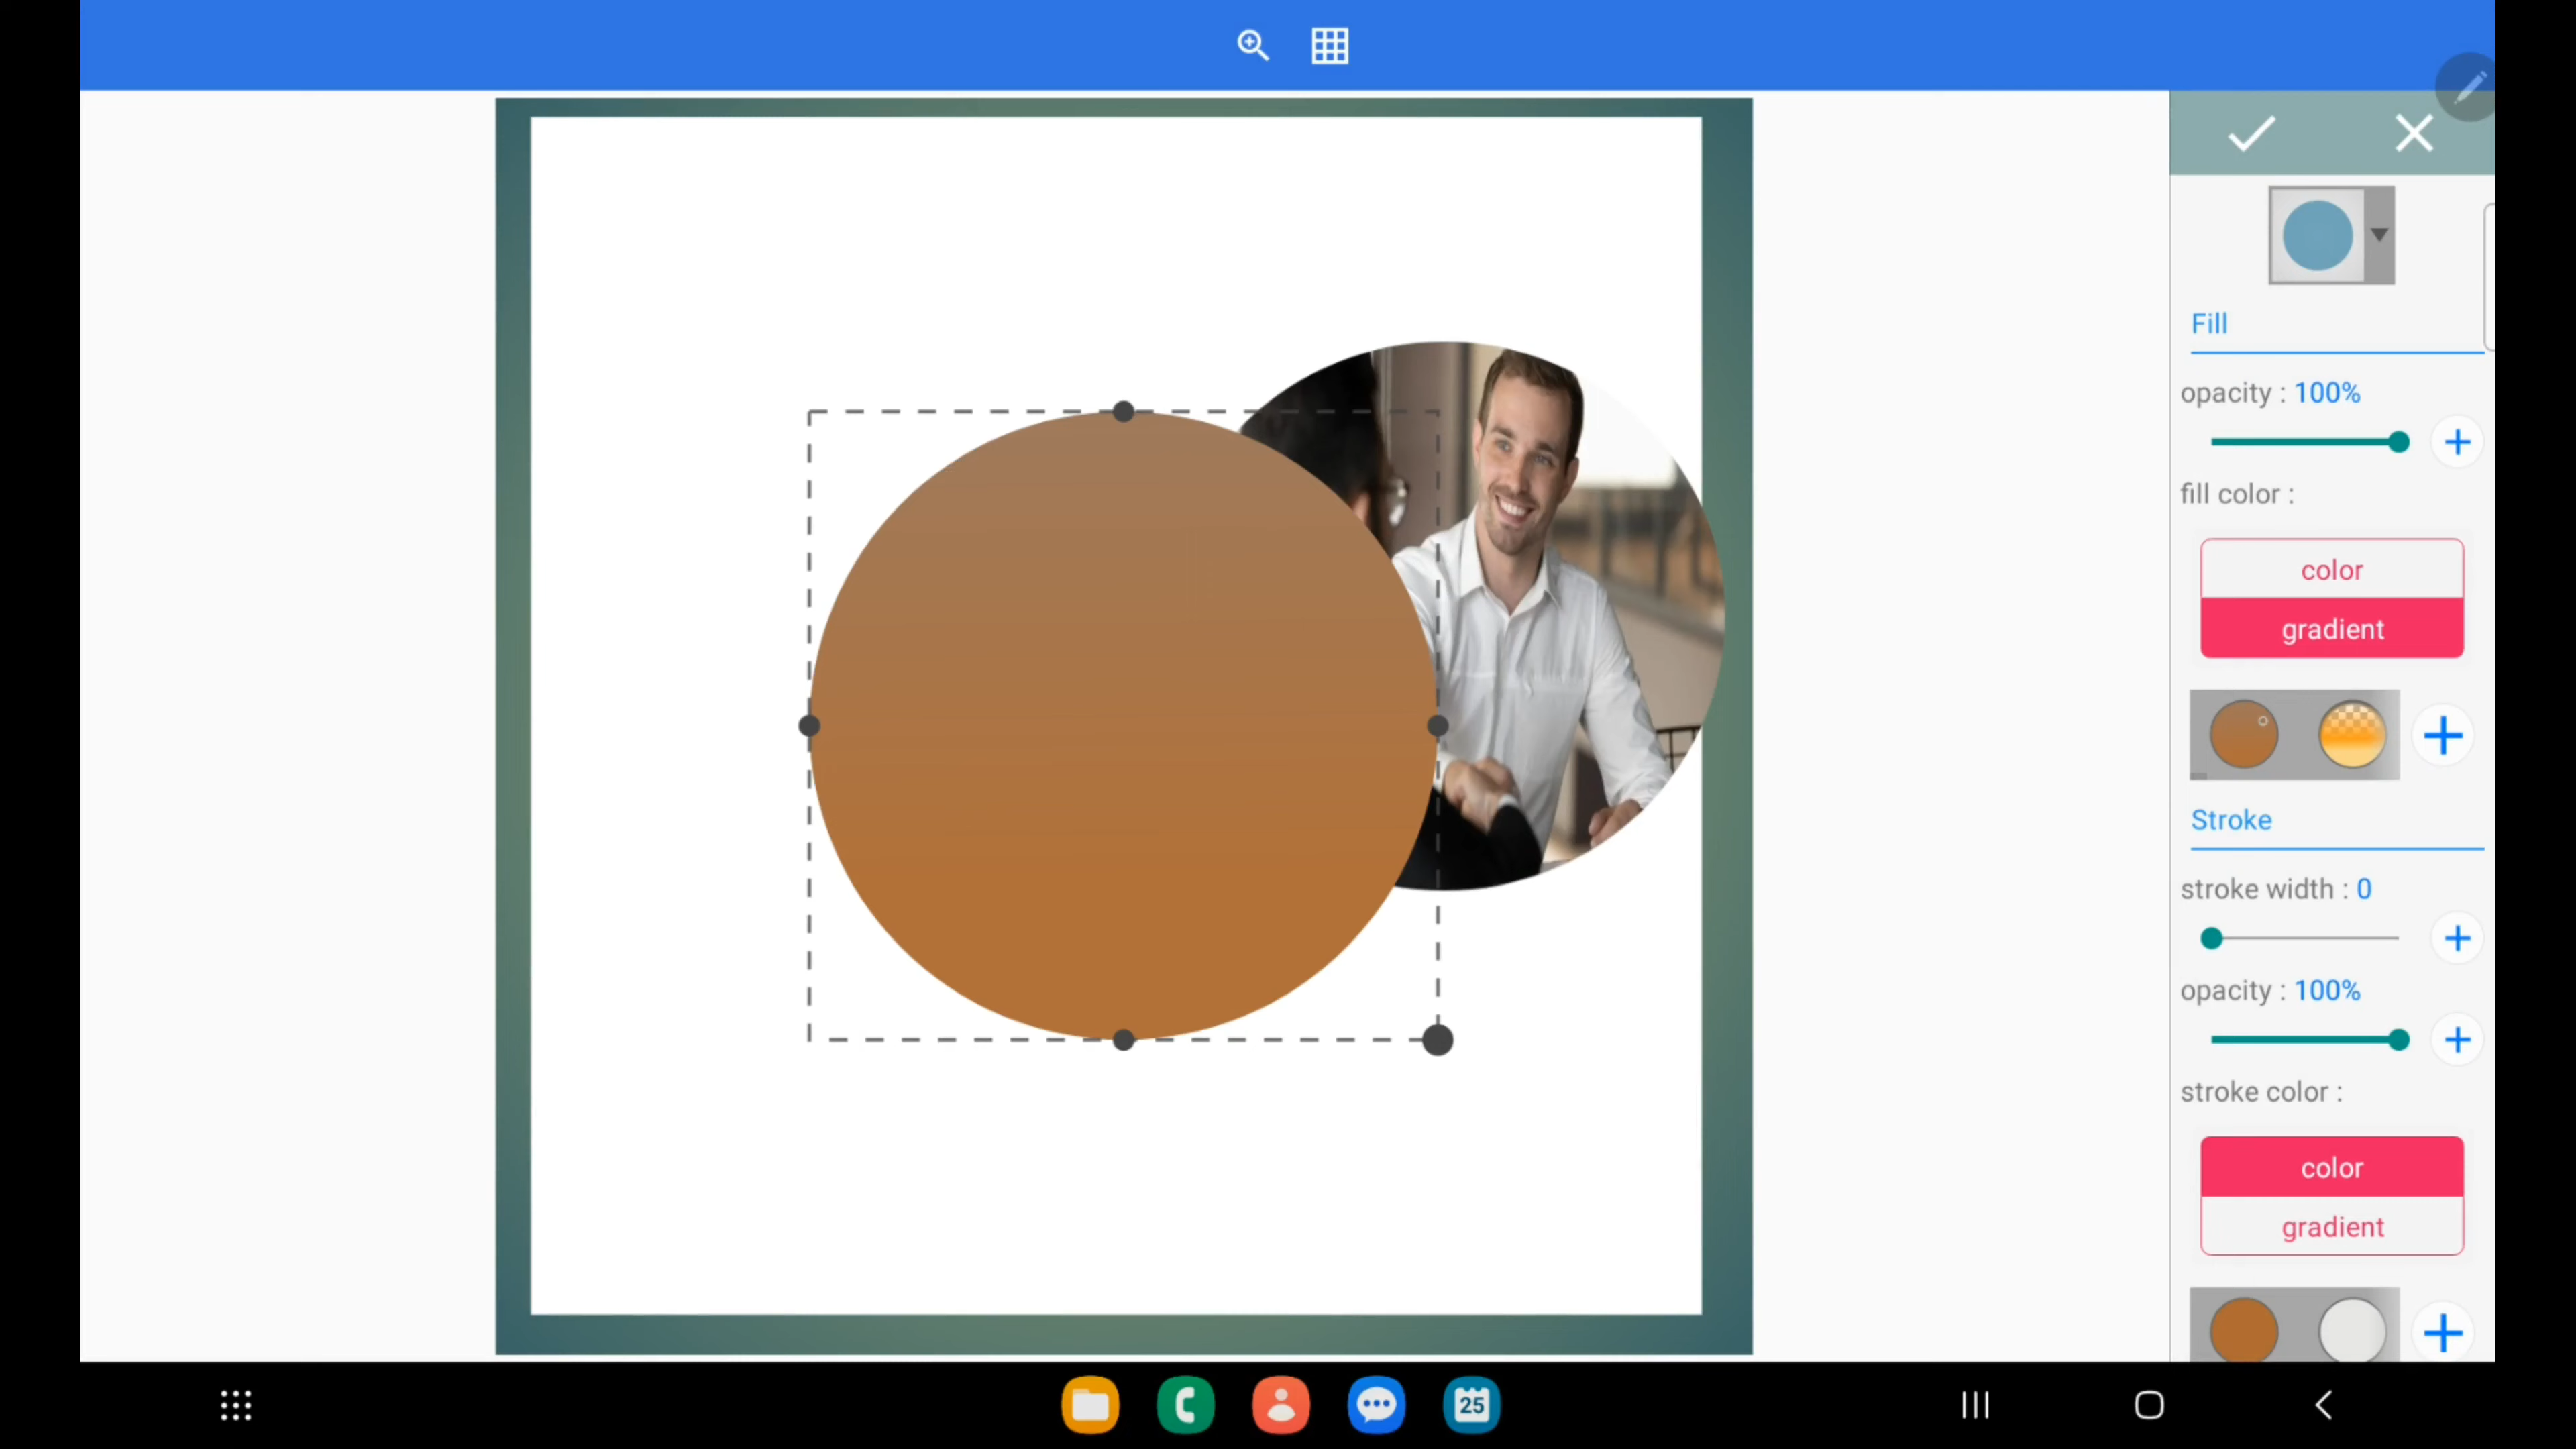 Fill
opacity : 100%
fill color :
color
gradient
Stroke
stroke width : 0
opacity : 100%
stroke color :
color
gradient
25